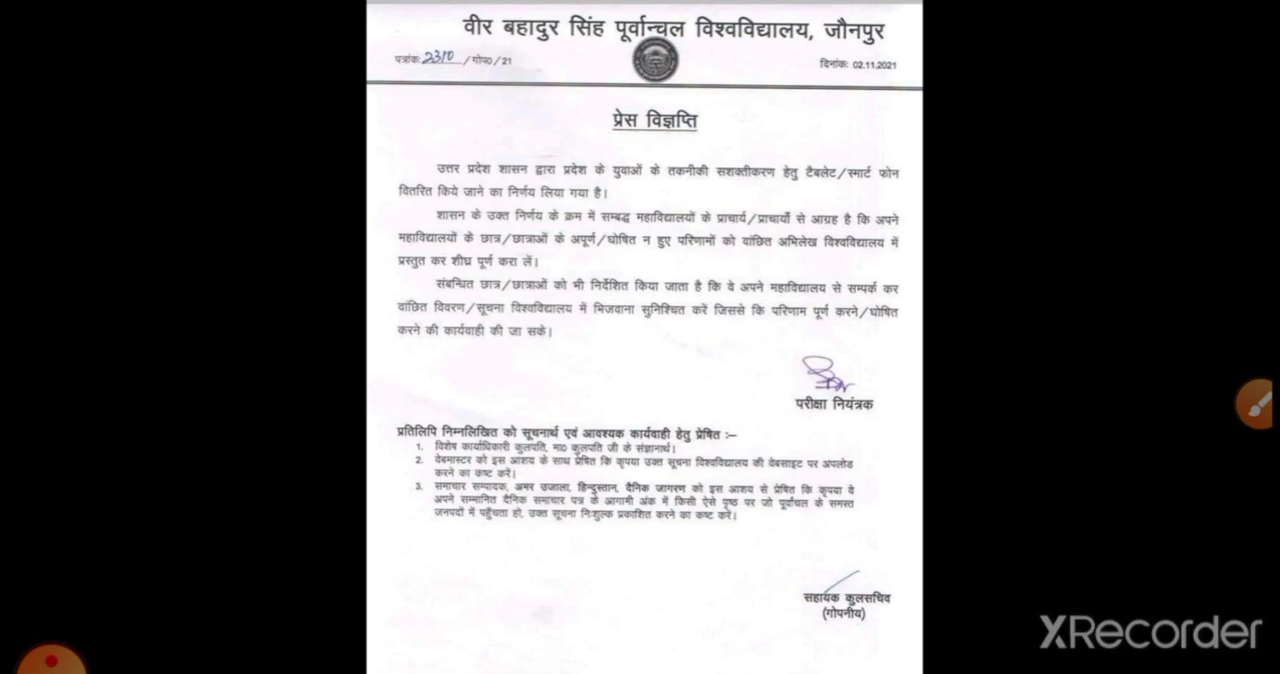 वीर बहादुर सिंह पूर्वान्चल विश्वविद्यालय, जौनपुर
पत्रांक: 2310 /गोप0/21
दिनांक: 02.11.2021
प्रेस विज्ञप्ति
उत्तर प्रदेश शासन द्वारा प्रदेश के युवाओं के तकनीकी सशक्तीकरण हेतु टैबलेट/स्मार्ट फोन
वितरित किये जाने का निर्णय लिया गया है।
शासन के उक्त निर्णय के क्रम में सम्बद्ध महाविद्यालयों के प्राचार्य/प्राचार्यो से आग्रह है कि अपने
महाविद्यालयों के छात्र/छात्राओं के अपूर्ण/घोषित न हुए परिणामों को वांछित अभिलेख विश्वविद्यालय में
प्रस्तुत कर शीघ्र पूर्ण करा लें।
संबन्धित छात्र/छात्राओं को भी निर्देशित किया जाता है कि वे अपने महाविद्यालय से सम्पर्क कर
वांछित विवरण/सूचना विश्वविद्यालय में भिजवाना सुनिश्चित करें जिससे कि परिणाम पूर्ण करने/घोषित
करने की कार्यवाही की जा सके।
परीक्षा नियंत्रक
प्रतिलिपि निम्नलिखित को सूचनार्थ एवं आवश्यक कार्यवाही हेतु प्रेषित :–
1. विशेष कार्याधिकारी कुलपति, मा0 कुलपति जी के संज्ञानार्थ।
2. वेबमास्टर को इस आशय के साथ प्रेषित कि कृपया उक्त सूचना विश्वविद्यालय की वेबसाइट पर अपलोड
करने का कष्ट करें।
3. समाचार सम्पादक, अमर उजाला, हिन्दुस्तान, दैनिक जागरण को इस आशय से प्रेषित कि कृपया वे
अपने सम्मानित दैनिक समाचार पत्र के आगामी अंक में किसी ऐसे पृष्ठ पर जो पूर्वांचल के समस्त
जनपदों में पहुँचता हो, उक्त सूचना निःशुल्क प्रकाशित करने का कष्ट करें।
सहायक कुलसचिव
(गोपनीय)
XRecorder